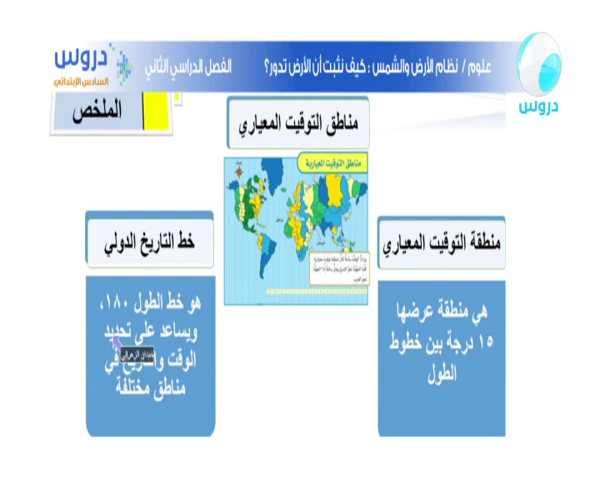 علوم / نظام الأرض والشمس : كيف نثبت أن الأرض تدور؟ الفصل الدراسي الثاني
دروس
السادس الإبتدائي
دروس
الملخص
مناطق التوقيت المعياري
مناطق التوقيت المعيارية
منطقة التوقيت المعياري
هي منطقة عرضها
١٥ درجة بين خطوط
الطول
خط التاريخ الدولي
هو خط الطول ١٨٠،
ويساعد على تحديد
الوقت والتاريخ في
مناطق مختلفة